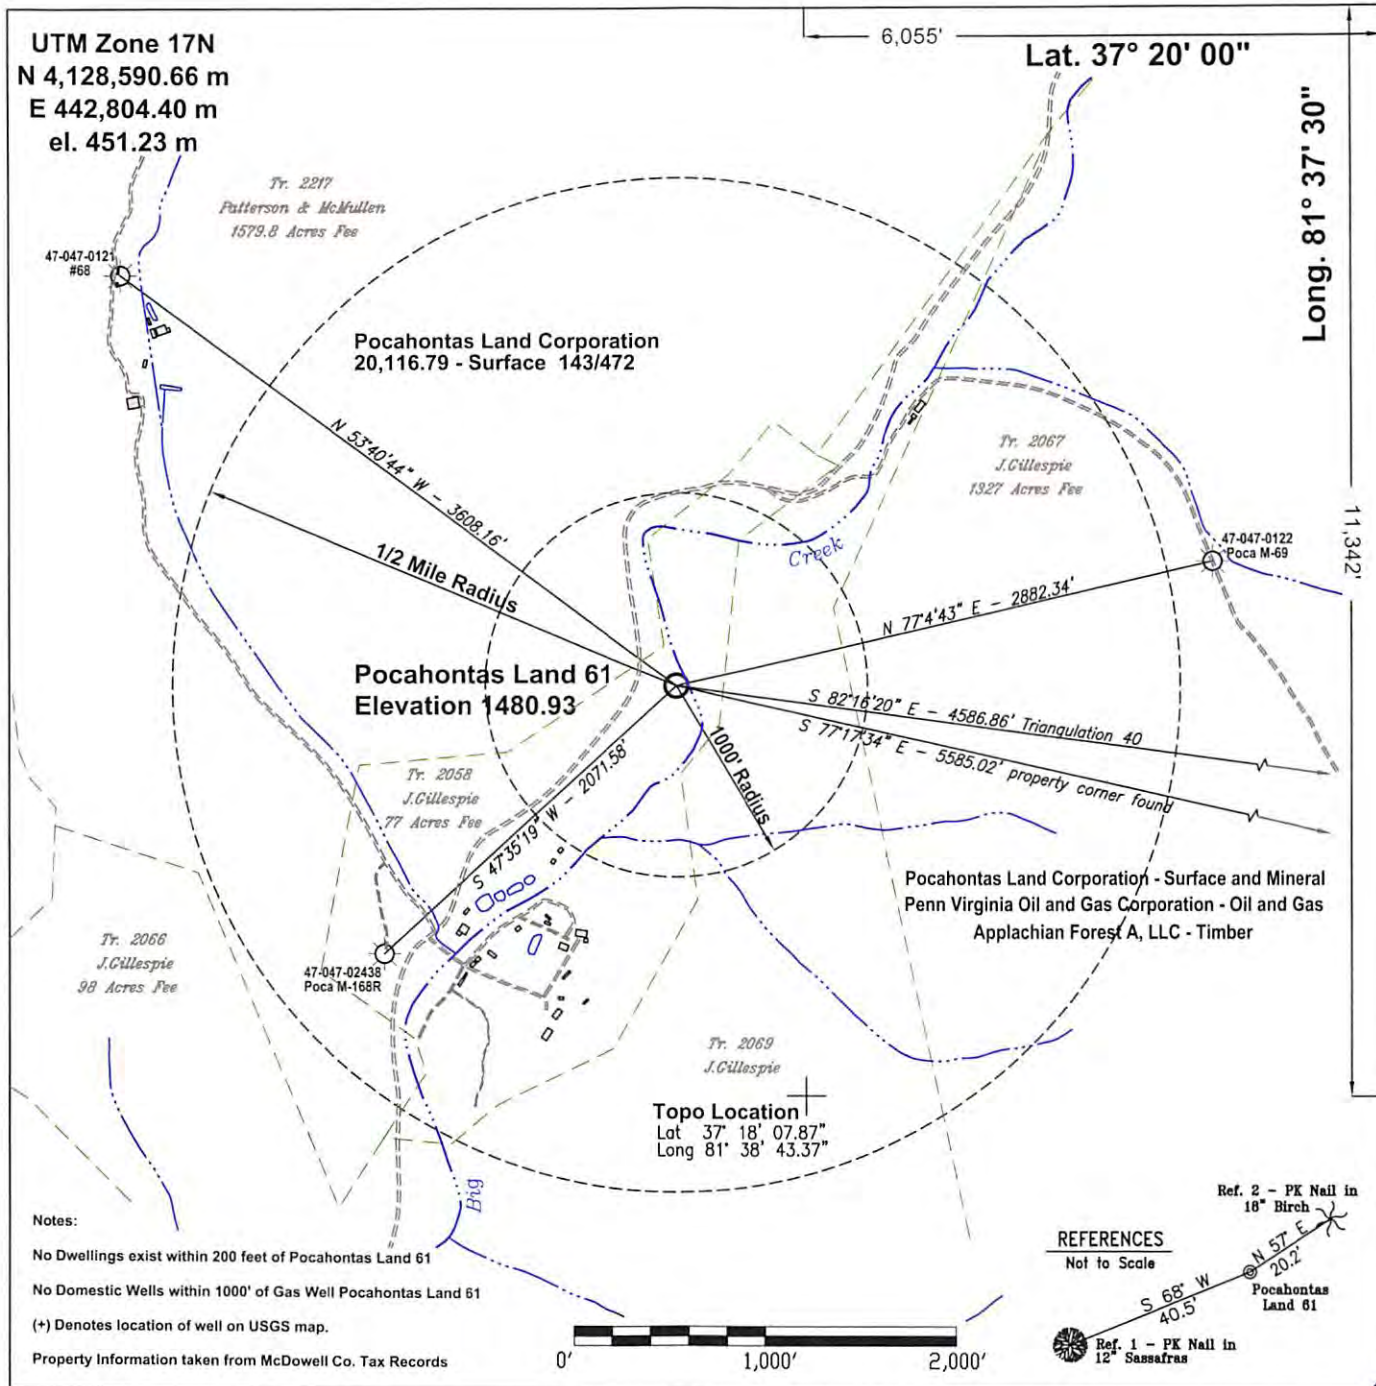 UTM Zone 17N
N 4,128,590.66 m
E 442,804.40 m
el. 451.23 m
6,055'
Lat. 37° 20' 00"
Long. 81° 37' 30"
11,342'
Tr. 2217
Patterson & McMullen
1579.8 Acres Fee
47-047-0121
#68
Pocahontas Land Corporation
20,116.79 - Surface 143/472
N 53°40'44" W - 3608.16'
1/2 Mile Radius
Tr. 2067
J.Gillespie
1327 Acres Fee
Creek
47-047-0122
Poca M-69
N 77°4'43" E - 2882.34'
Pocahontas Land 61
Elevation 1480.93
S 82°16'20" E - 4586.86' Triangulation 40
S 77°17'34" E - 5585.02' property corner found
1000' Radius
Tr. 2058
J.Gillespie
77 Acres Fee
S 47°35'19" W - 2071.58'
Pocahontas Land Corporation - Surface and Mineral
Penn Virginia Oil and Gas Corporation - Oil and Gas
Applachian Forest A, LLC - Timber
Tr. 2066
J.Gillespie
98 Acres Fee
47-047-02438
Poca M-168R
Tr. 2069
J.Gillespie
Topo Location
Lat 37° 18' 07.87"
Long 81° 38' 43.37"
Big
Notes:
No Dwellings exist within 200 feet of Pocahontas Land 61
No Domestic Wells within 1000' of Gas Well Pocahontas Land 61
(+) Denotes location of well on USGS map.
Property Information taken from McDowell Co. Tax Records
0'
1,000'
2,000'
REFERENCES
Not to Scale
Ref. 2 - PK Nail in
18" Birch
N 57° E
20.2'
Pocahontas
Land 61
S 68° W
40.5'
Ref. 1 - PK Nail in
12" Sassafras